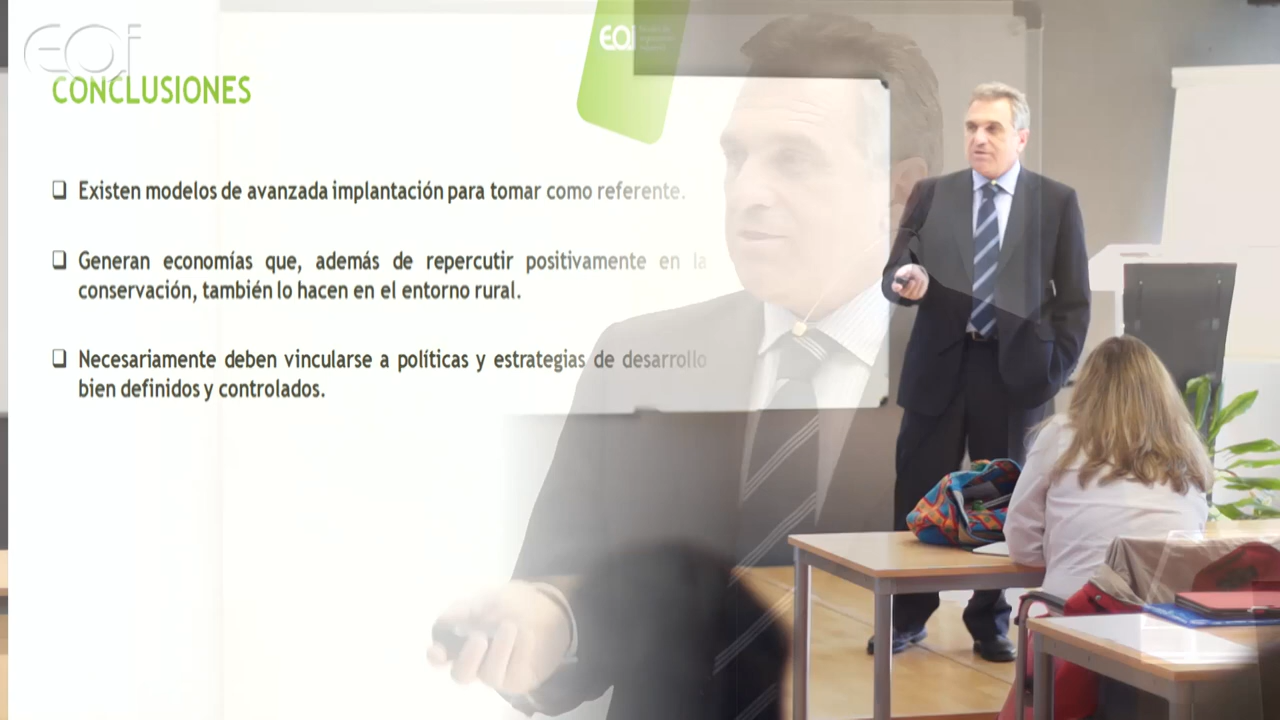 eoi
eoi
CONCLUSIONES
❑ Existen modelos de avanzada implantación para tomar como referente.
❑ Generan economías que, además de repercutir positivamente en la
conservación, también lo hacen en el entorno rural.
❑ Necesariamente deben vincularse a políticas y estrategias de desarrollo
bien definidos y controlados.